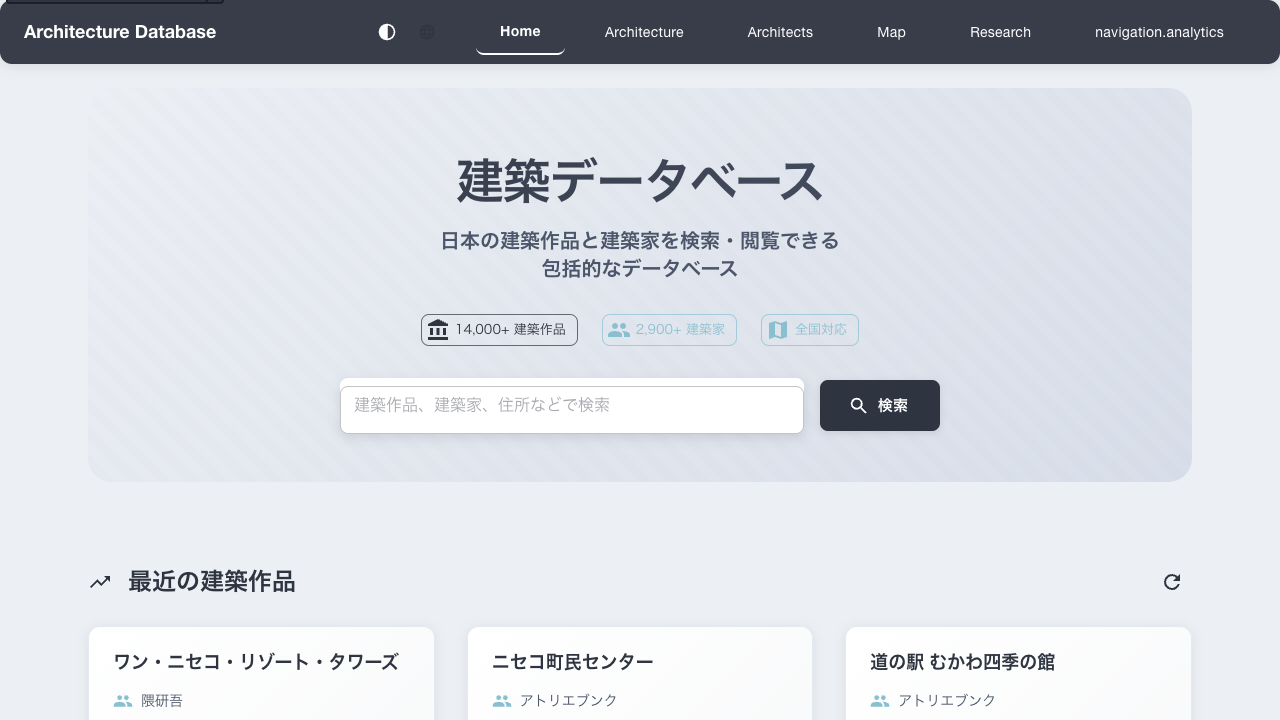 Architecture Database
Home
Architecture
Architects
Map
Research
navigation.analytics
建築データベース
日本の建築作品と建築家を検索・閲覧できる
包括的なデータベース
14,000+ 建築作品
2,900+ 建築家
全国対応
建築作品、建築家、住所などで検索
検索
最近の建築作品
ワン・ニセコ・リゾート・タワーズ
隈研吾
ニセコ町民センター
アトリエブンク
道の駅 むかわ四季の館
アトリエブンク